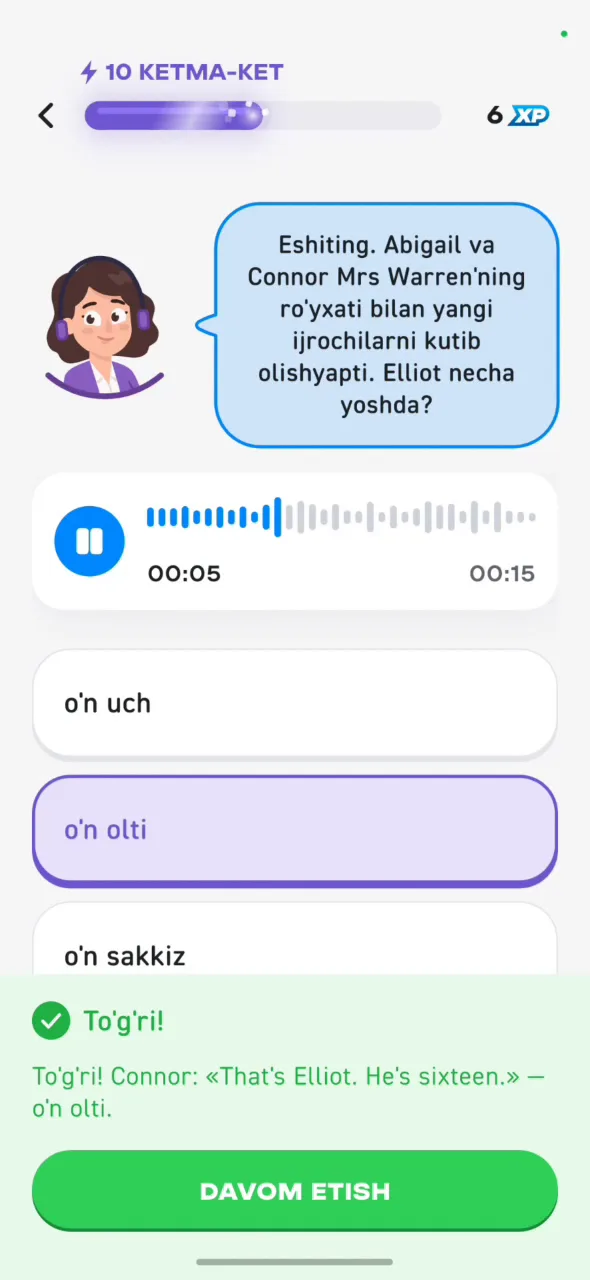 10 KETMA-KET
6 XP
Eshiting. Abigail va
Connor Mrs Warren'ning
ro'yxati bilan yangi
ijrochilarni kutib
olishyapti. Elliot necha
yoshda?
00:05
00:15
o'n uch
o'n olti
o'n sakkiz
To'g'ri!
To'g'ri! Connor: «That's Elliot. He's sixteen.» —
o'n olti.
DAVOM ETISH